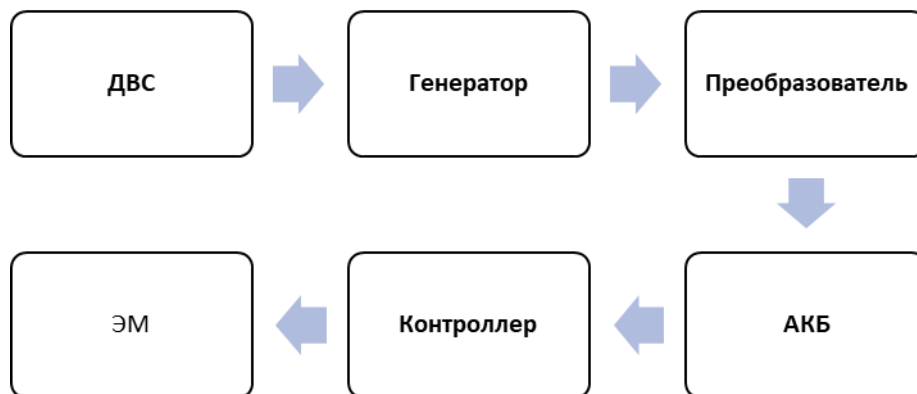 ДВС
Генератор
Преобразователь
ЭМ
Контроллер
АКБ